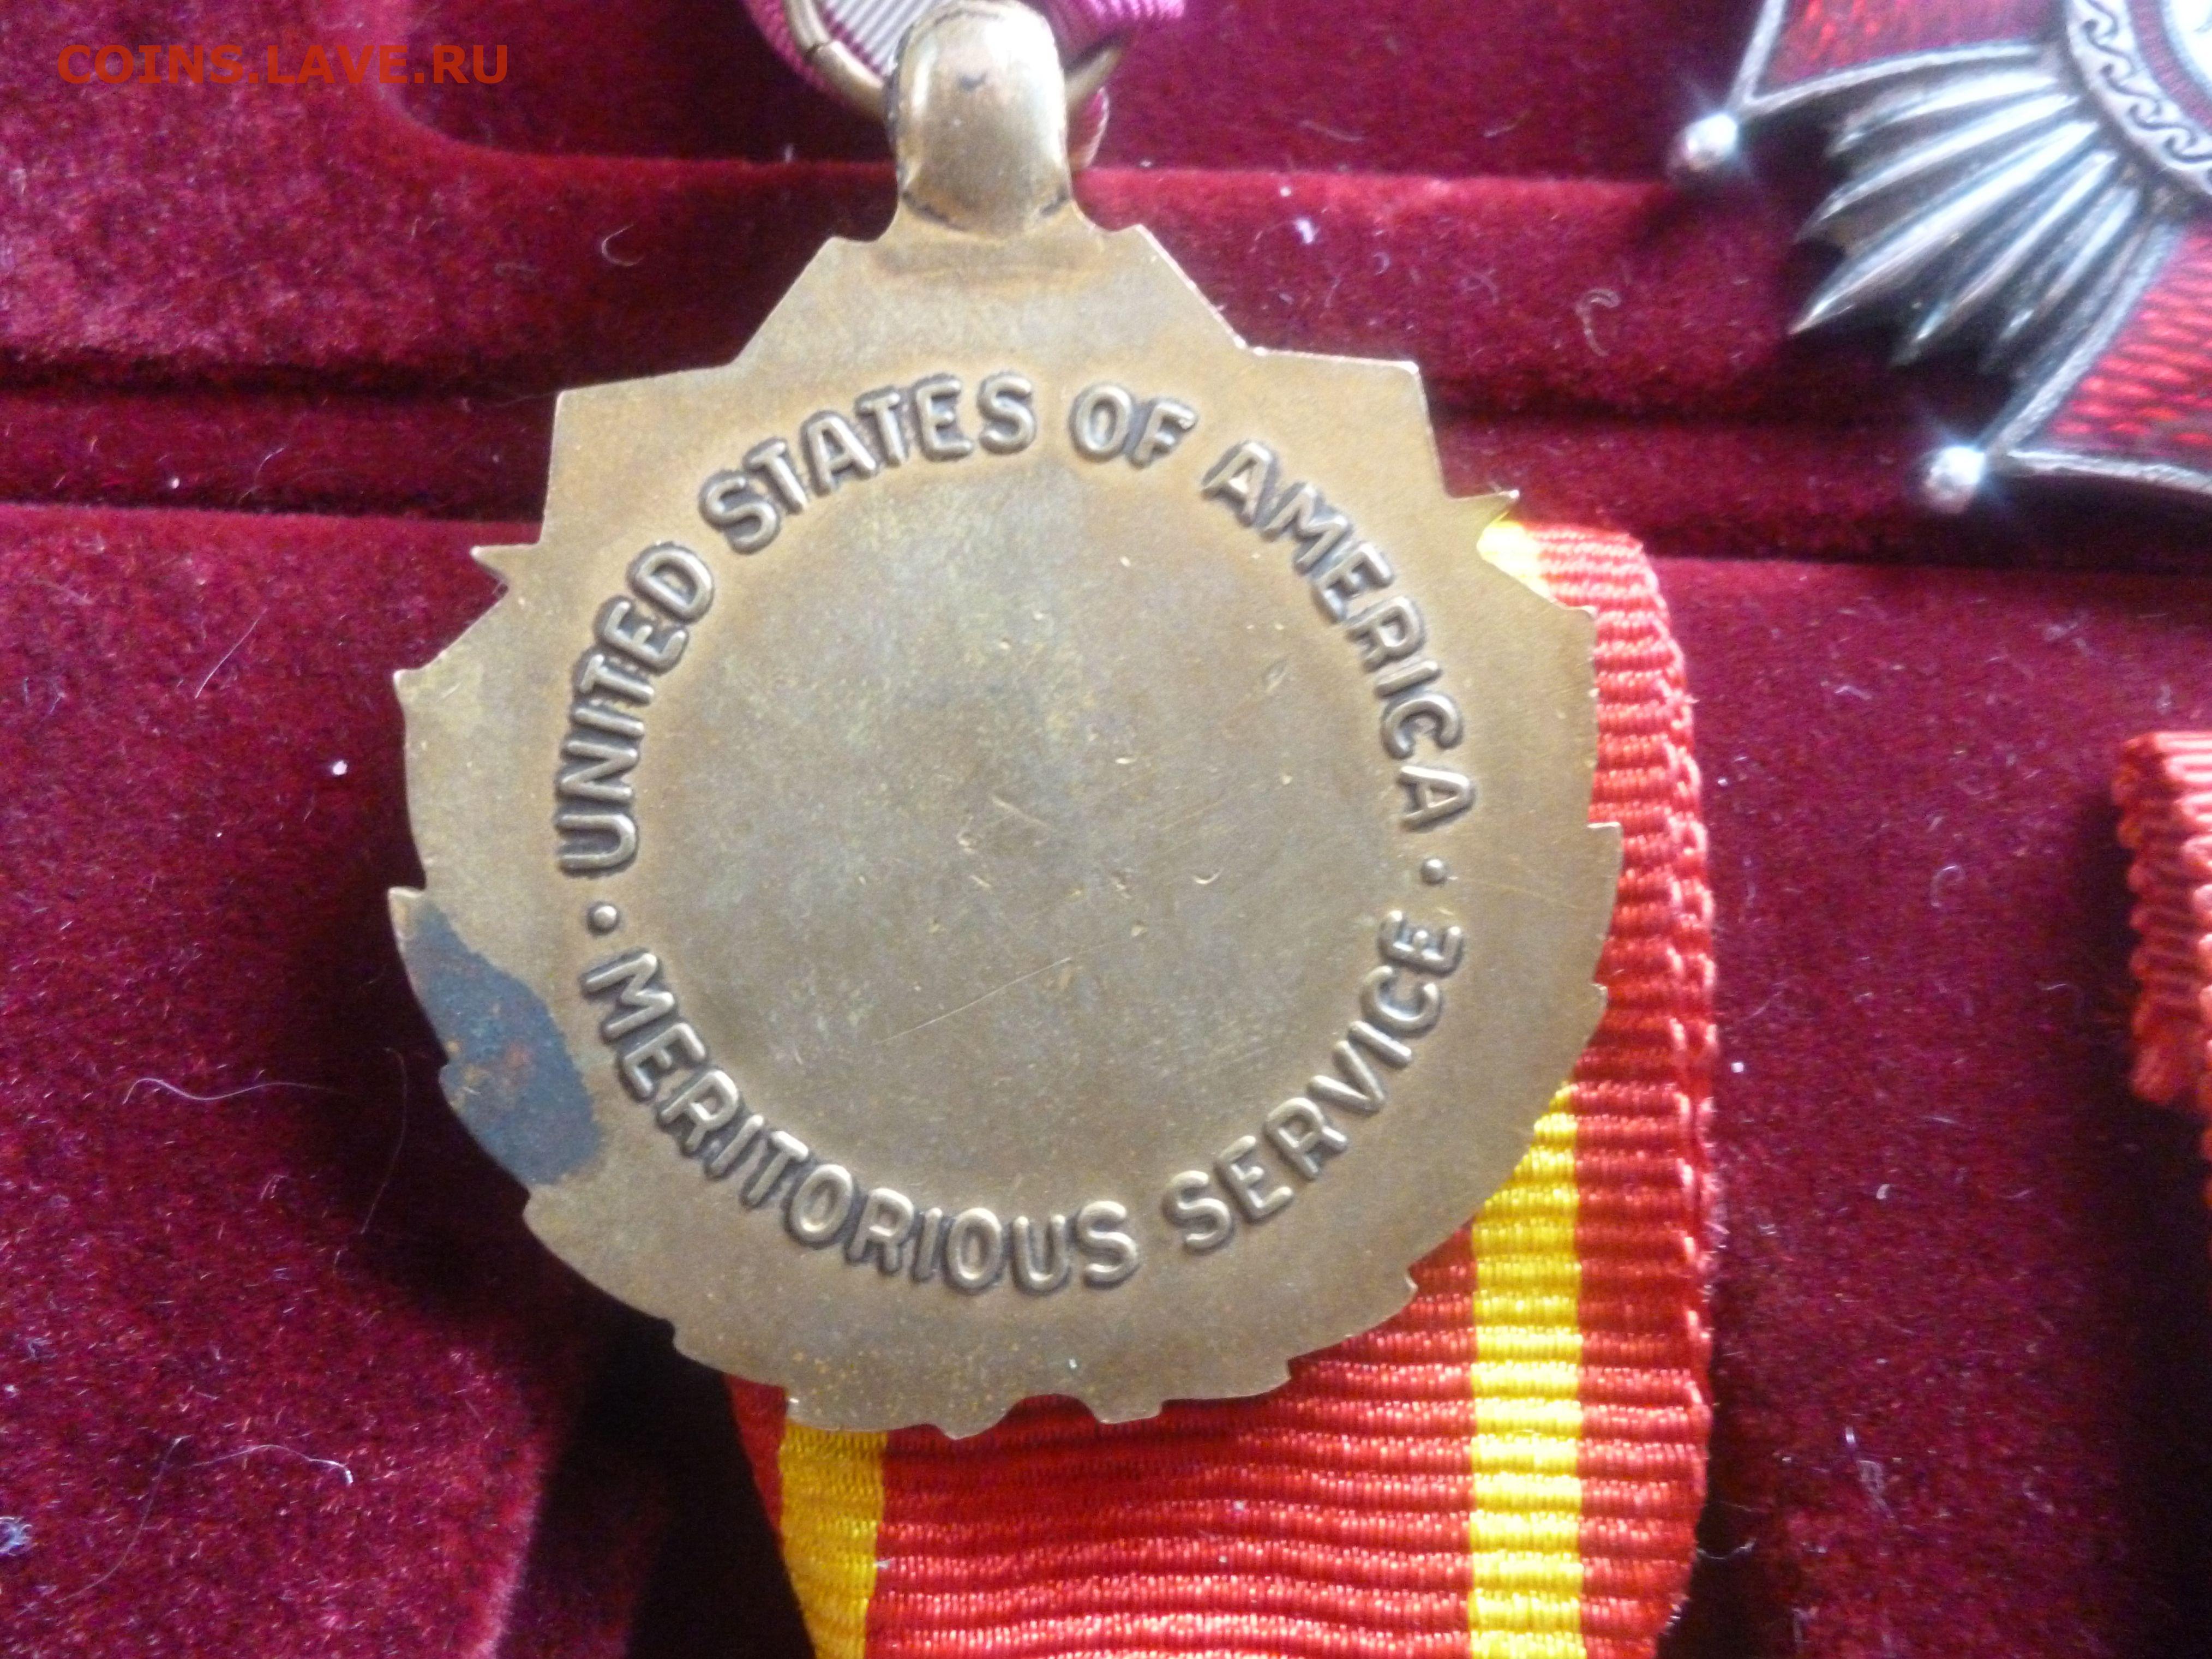 COINS.LAVE.RU
UNITED STATES OF AMERICA
· MERITORIOUS SERVICE ·